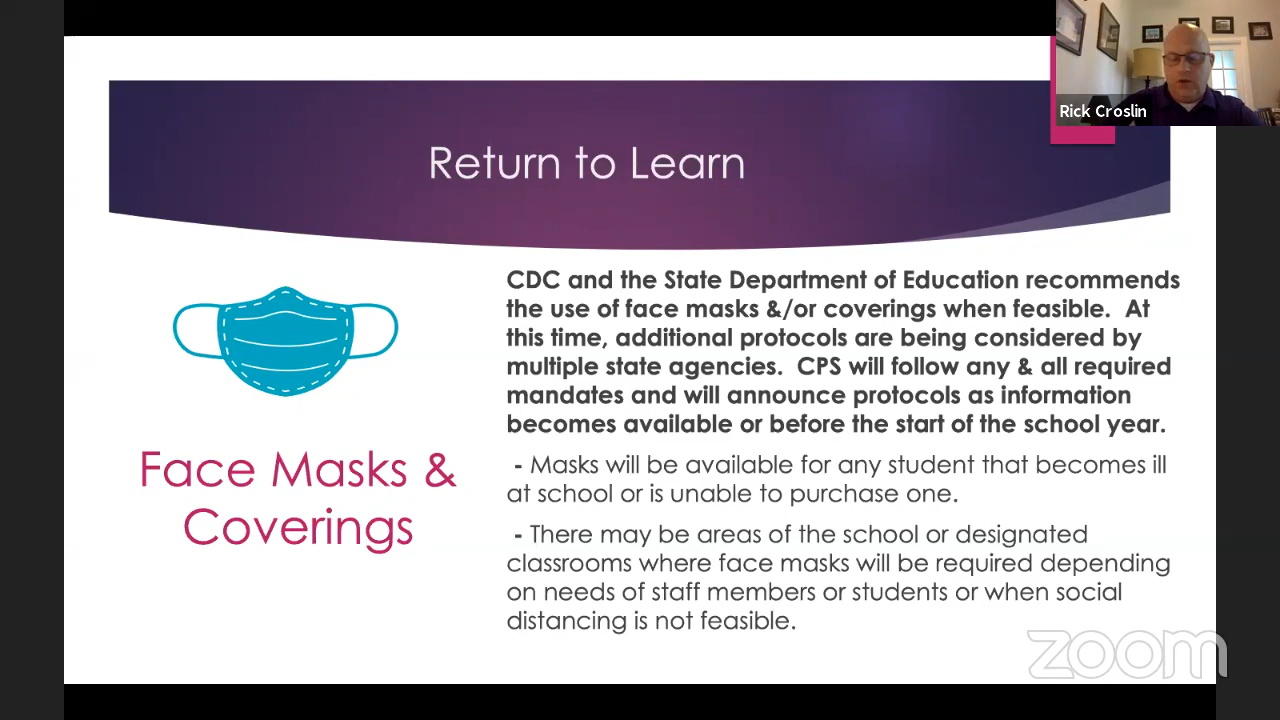 Rick Croslin
Return to Learn
Face Masks &
Coverings
CDC and the State Department of Education recommends
the use of face masks &/or coverings when feasible.  At
this time, additional protocols are being considered by
multiple state agencies.  CPS will follow any & all required
mandates and will announce protocols as information
becomes available or before the start of the school year.
- Masks will be available for any student that becomes ill
at school or is unable to purchase one.
- There may be areas of the school or designated
classrooms where face masks will be required depending
on needs of staff members or students or when social
distancing is not feasible.
zoom